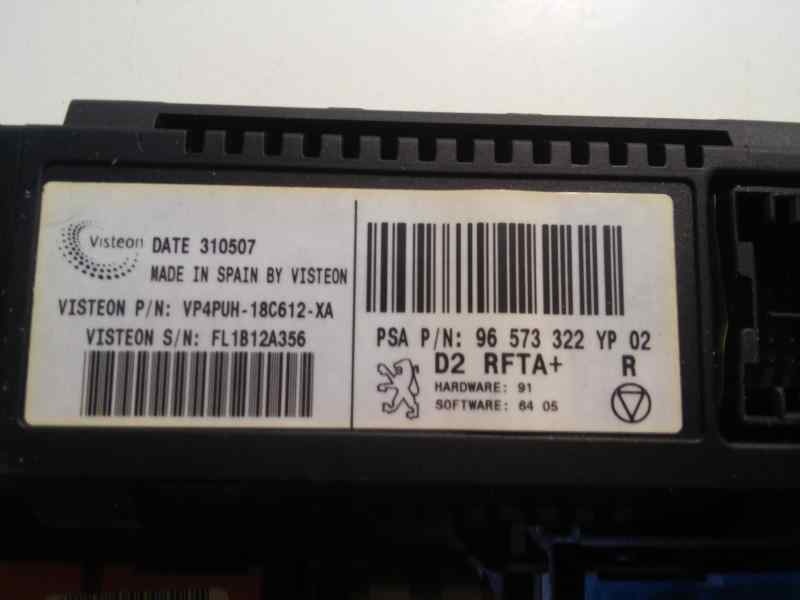 Visteon
DATE 310507
MADE IN SPAIN BY VISTEON
VISTEON P/N: VP4PUH-18C612-XA
VISTEON S/N: FL1B12A356
PSA P/N: 96 573 322 YP 02
D2 RFTA+ R
HARDWARE: 91
SOFTWARE: 64 05